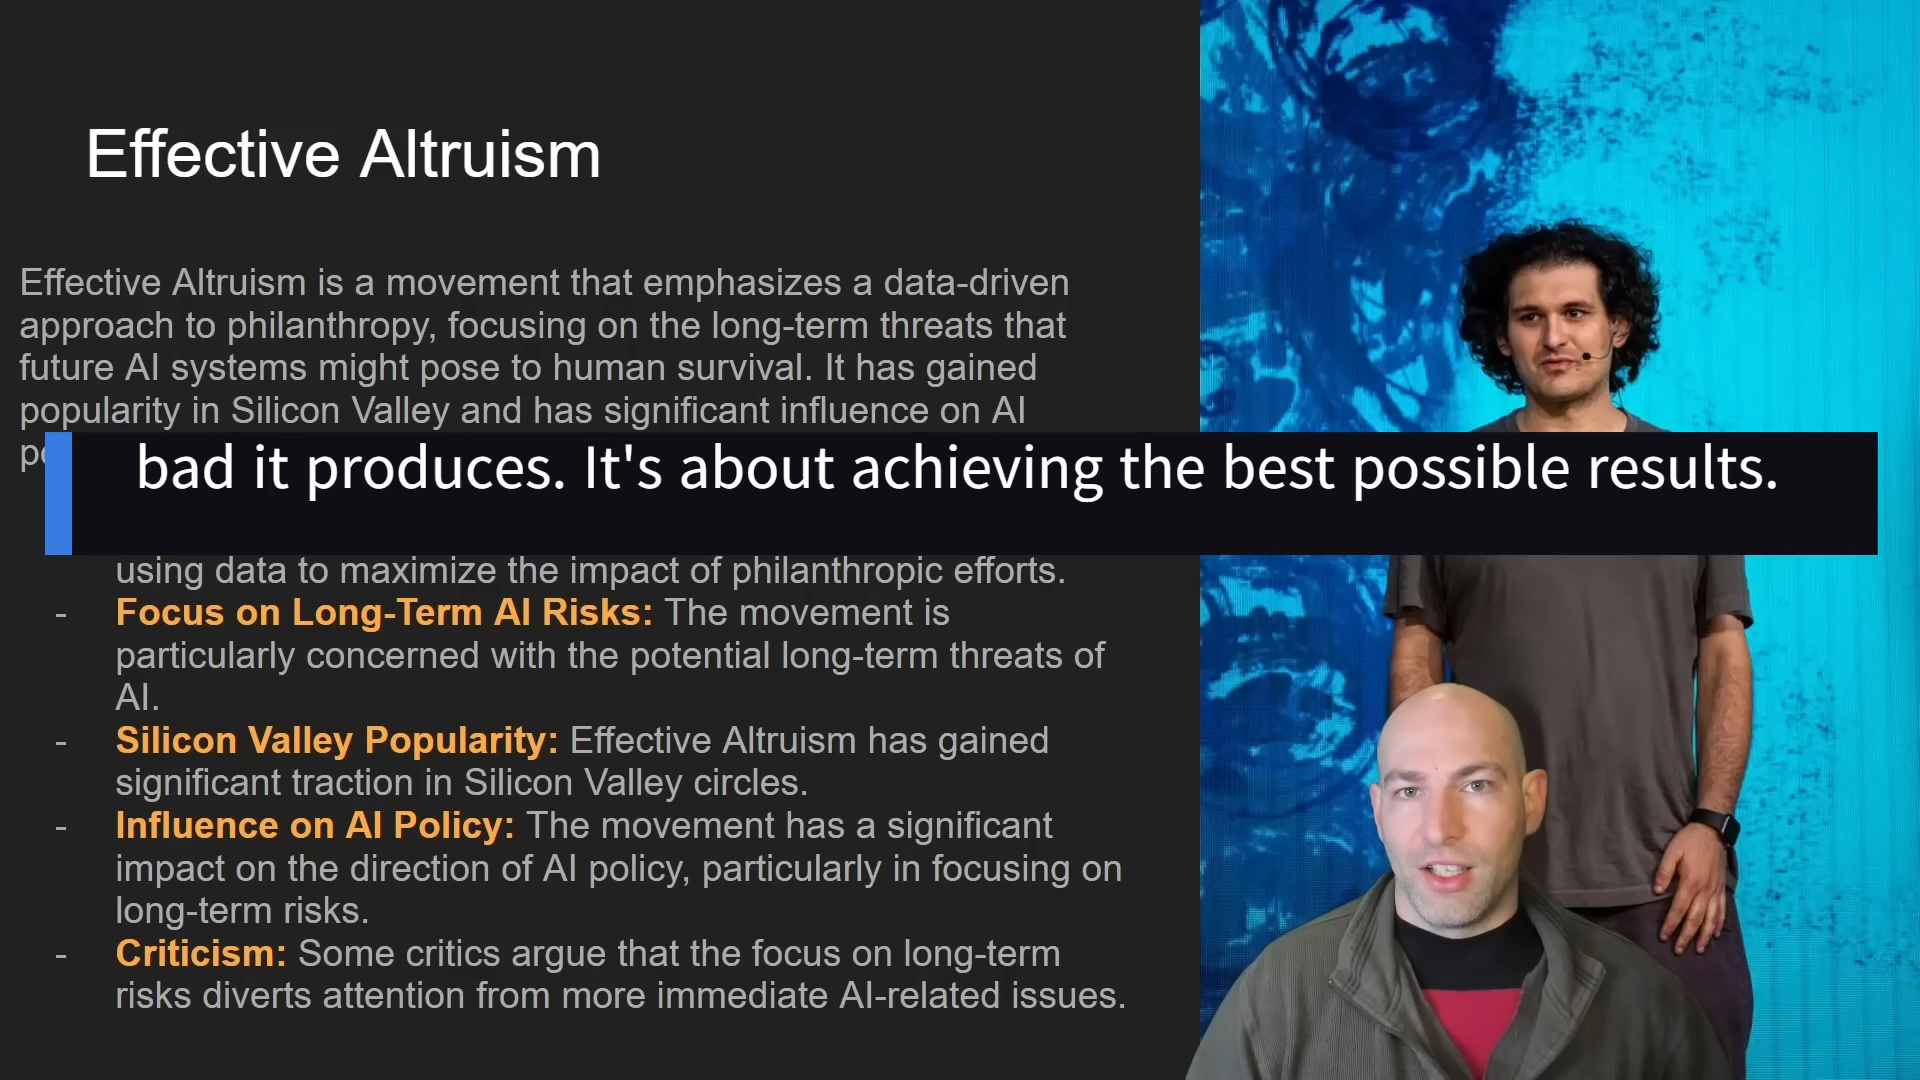 Effective Altruism
Effective Altruism is a movement that emphasizes a data-driven
approach to philanthropy, focusing on the long-term threats that
future AI systems might pose to human survival. It has gained
popularity in Silicon Valley and has significant influence on AI
bad it produces. It's about achieving the best possible results.
using data to maximize the impact of philanthropic efforts.
- Focus on Long-Term AI Risks: The movement is
particularly concerned with the potential long-term threats of
AI.
- Silicon Valley Popularity: Effective Altruism has gained
significant traction in Silicon Valley circles.
- Influence on AI Policy: The movement has a significant
impact on the direction of AI policy, particularly in focusing on
long-term risks.
- Criticism: Some critics argue that the focus on long-term
risks diverts attention from more immediate AI-related issues.